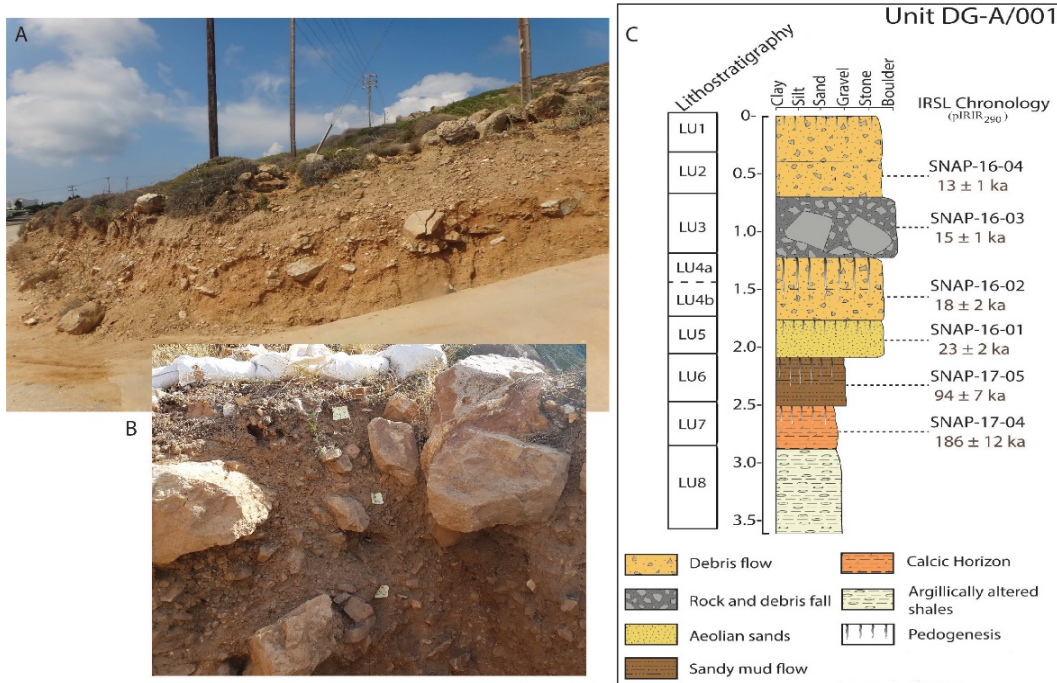 A
B
C
Unit DG-A/001
Lithostratigraphy
Clay
Silt
Sand
Gravel
Stone
Boulder
IRSL Chronology
(pIRIR290)
0
0.5
1.0
1.5
2.0
2.5
3.0
3.5
LU1
LU2
LU3
LU4a
LU4b
LU5
LU6
LU7
LU8
SNAP-16-04
13 ± 1 ka
SNAP-16-03
15 ± 1 ka
SNAP-16-02
18 ± 2 ka
SNAP-16-01
23 ± 2 ka
SNAP-17-05
94 ± 7 ka
SNAP-17-04
186 ± 12 ka
Debris flow
Rock and debris fall
Aeolian sands
Sandy mud flow
Calcic Horizon
Argillically altered
shales
Pedogenesis